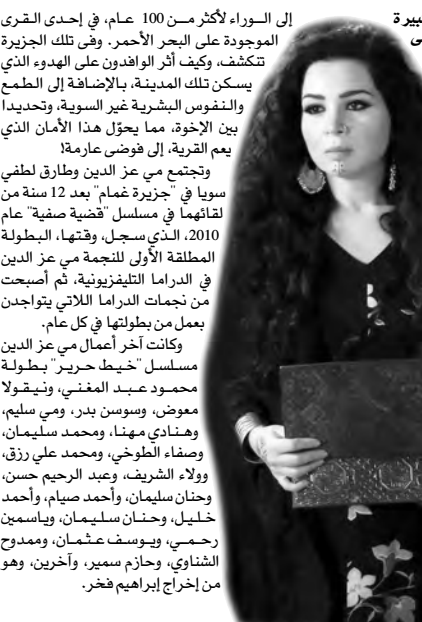 بيرة
ى
إلى الوراء لأكثر من 100 عام، في إحدى القرى
الموجودة على البحر الأحمر. وفى تلك الجزيرة
تنكشف، وكيف أثر الوافدون على الهدوء الذي
يسكن تلك المدينة، بالإضافة إلى الطمع
والنفوس البشرية غير السوية، وتحديدا
بين الإخوة، مما يحوّل هذا الأمان الذي
يعم القرية، إلى فوضى عارمة!
وتجتمع مي عز الدين وطارق لطفي
سويا في "جزيرة غمام" بعد 12 سنة من
لقائهما في مسلسل "قضية صفية" عام
2010، الذي سجل، وقتها، البطولة
المطلقة الأولى للنجمة مي عز الدين
في الدراما التليفزيونية، ثم أصبحت
من نجمات الدراما اللاتي يتواجدن
بعمل من بطولتها في كل عام.
وكانت آخر أعمال مي عز الدين
مسلسل "خيط حرير" بطولة
محمود عبد المغني، ونيقولا
معوض، وسوسن بدر، ومي سليم،
وهنادي مهنا، ومحمد سليمان،
وصفاء الطوخي، ومحمد علي رزق،
وولاء الشريف، وعبد الرحيم حسن،
وحنان سليمان، وأحمد صيام، وأحمد
خليل، وحنان سليمان، وياسمين
رحمي، ويوسف عثمان، وممدوح
الشناوي، وحازم سمير، وآخرين، وهو
من إخراج إبراهيم فخر.